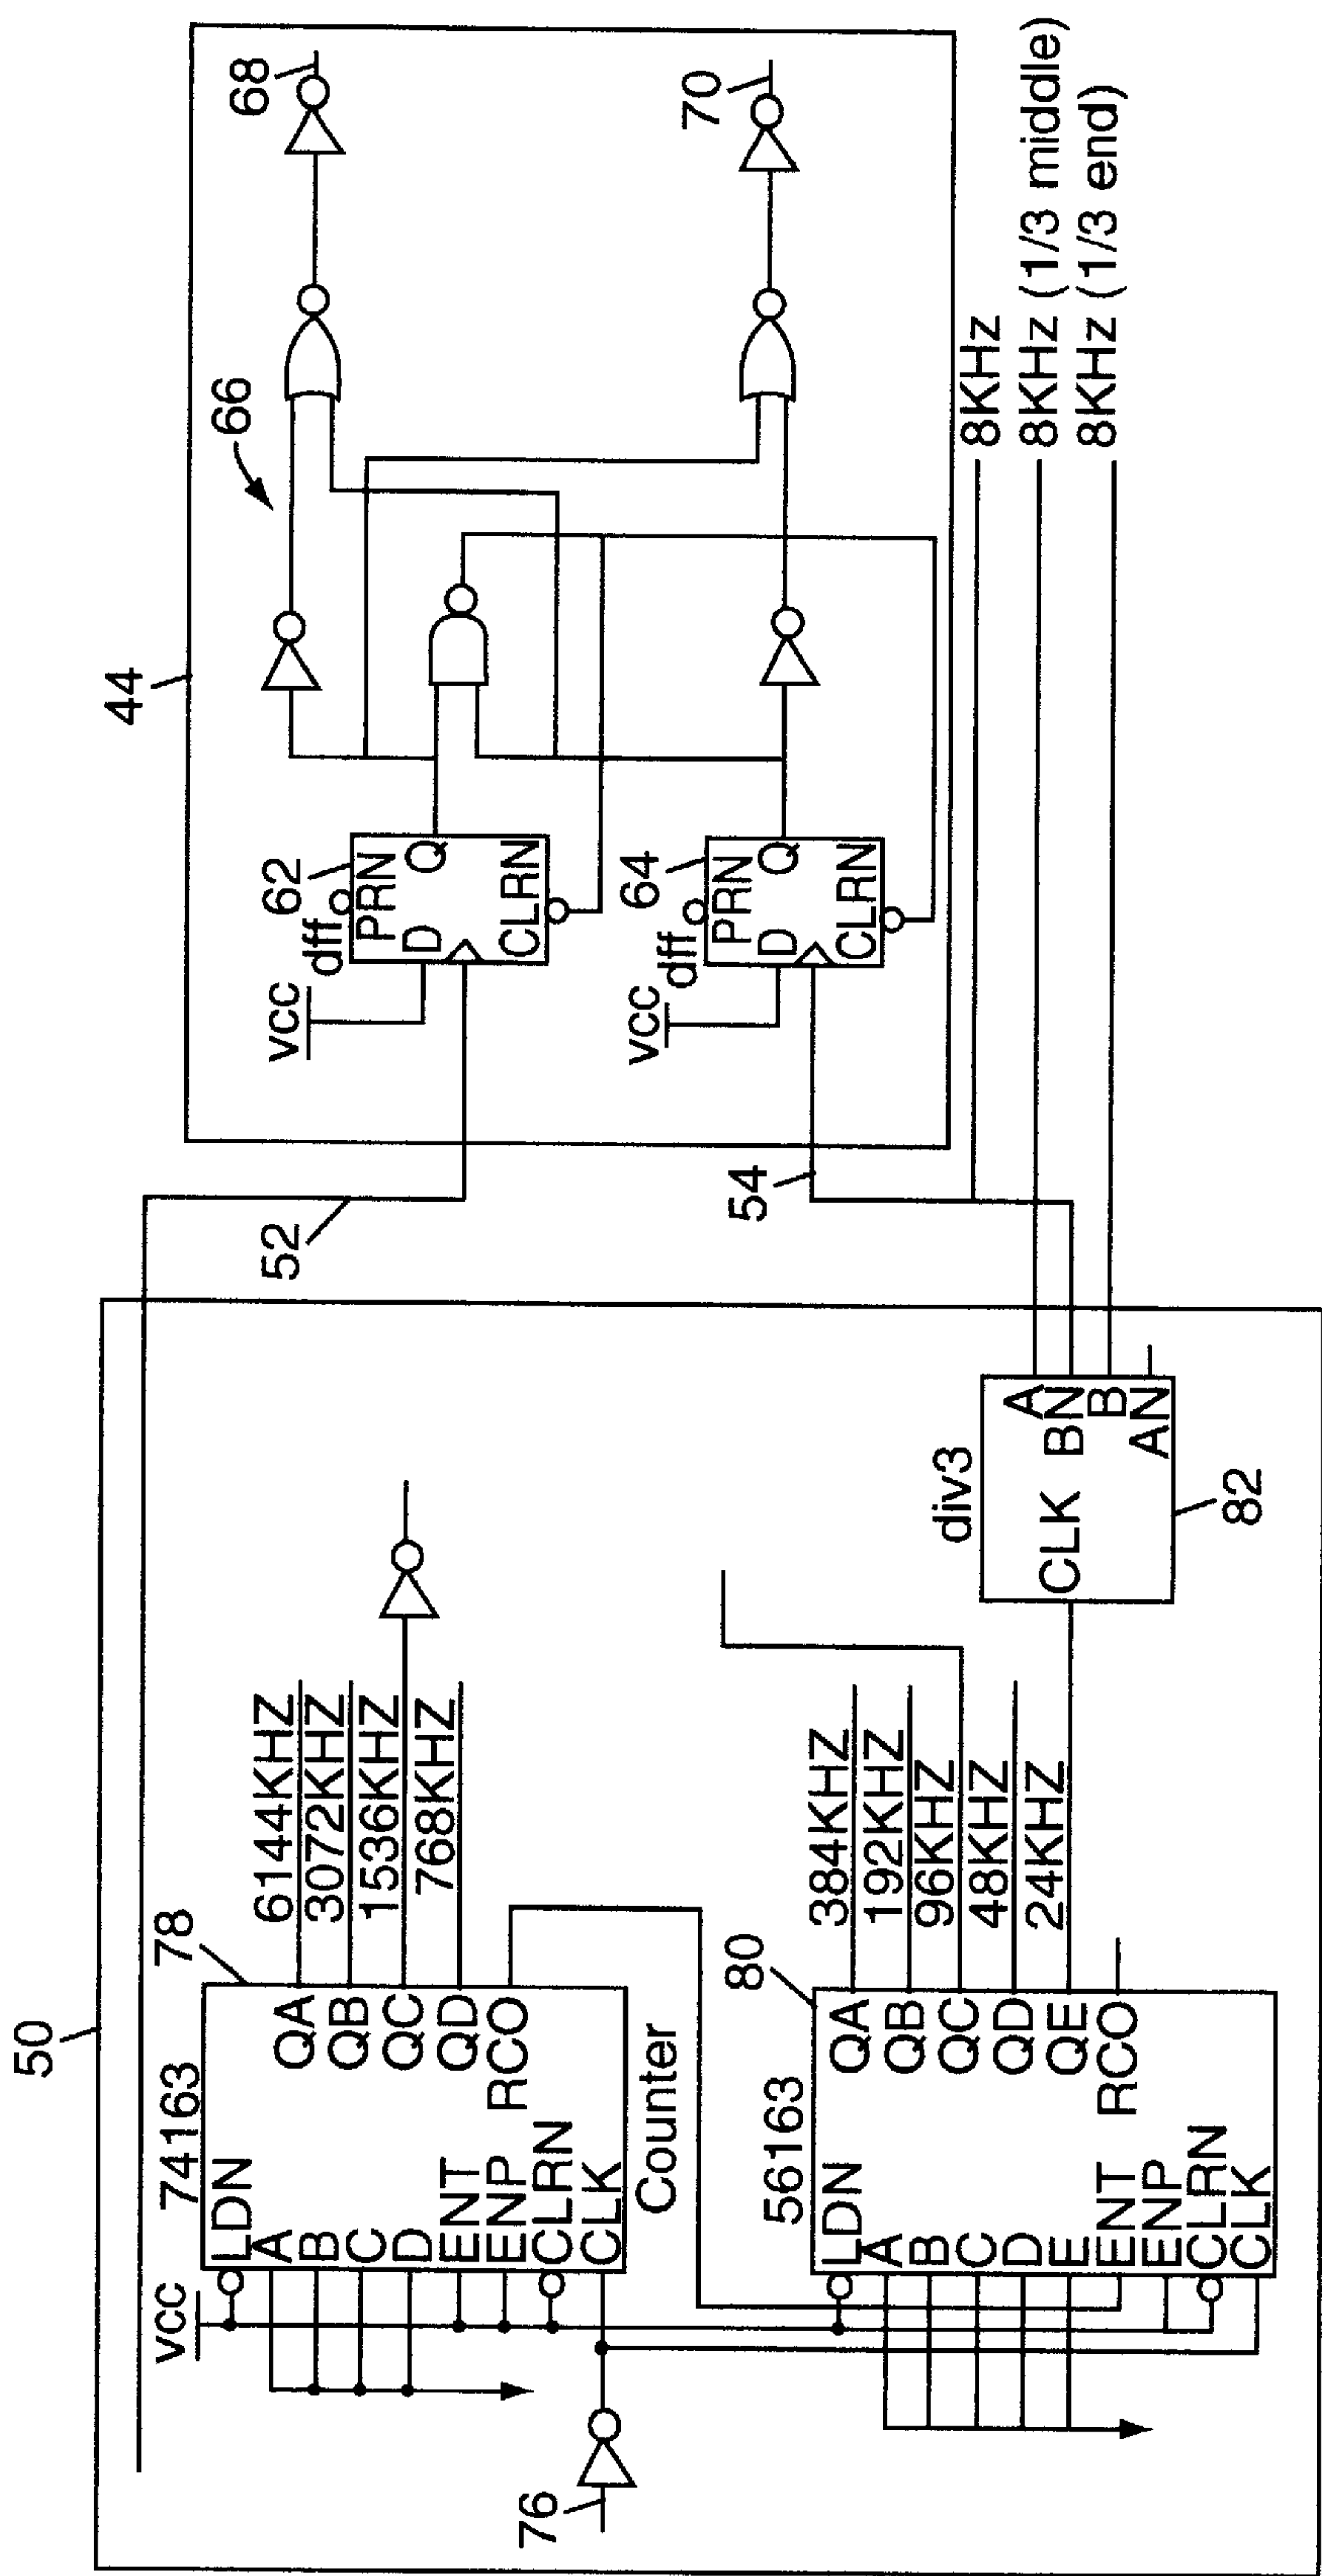 50
vcc
74163
78
LDN
A
B
C
D
ENT
ENP
CLRN
CLK
QA
QB
QC
QD
RCO
6144KHZ
3072KHZ
1536KHZ
768KHZ
Counter
76
56163
80
LDN
A
B
C
D
E
ENT
ENP
CLRN
CLK
QA
QB
QC
QD
QE
RCO
384KHZ
192KHZ
96KHZ
48KHZ
24KHZ
div3
CLK
A
BN
B
AN
82
52
54
44
vcc
dff
62
PRN
D
Q
CLRN
vcc
dff
64
PRN
D
Q
CLRN
66
68
70
8KHz
8KHz (1/3 middle)
8KHz (1/3 end)